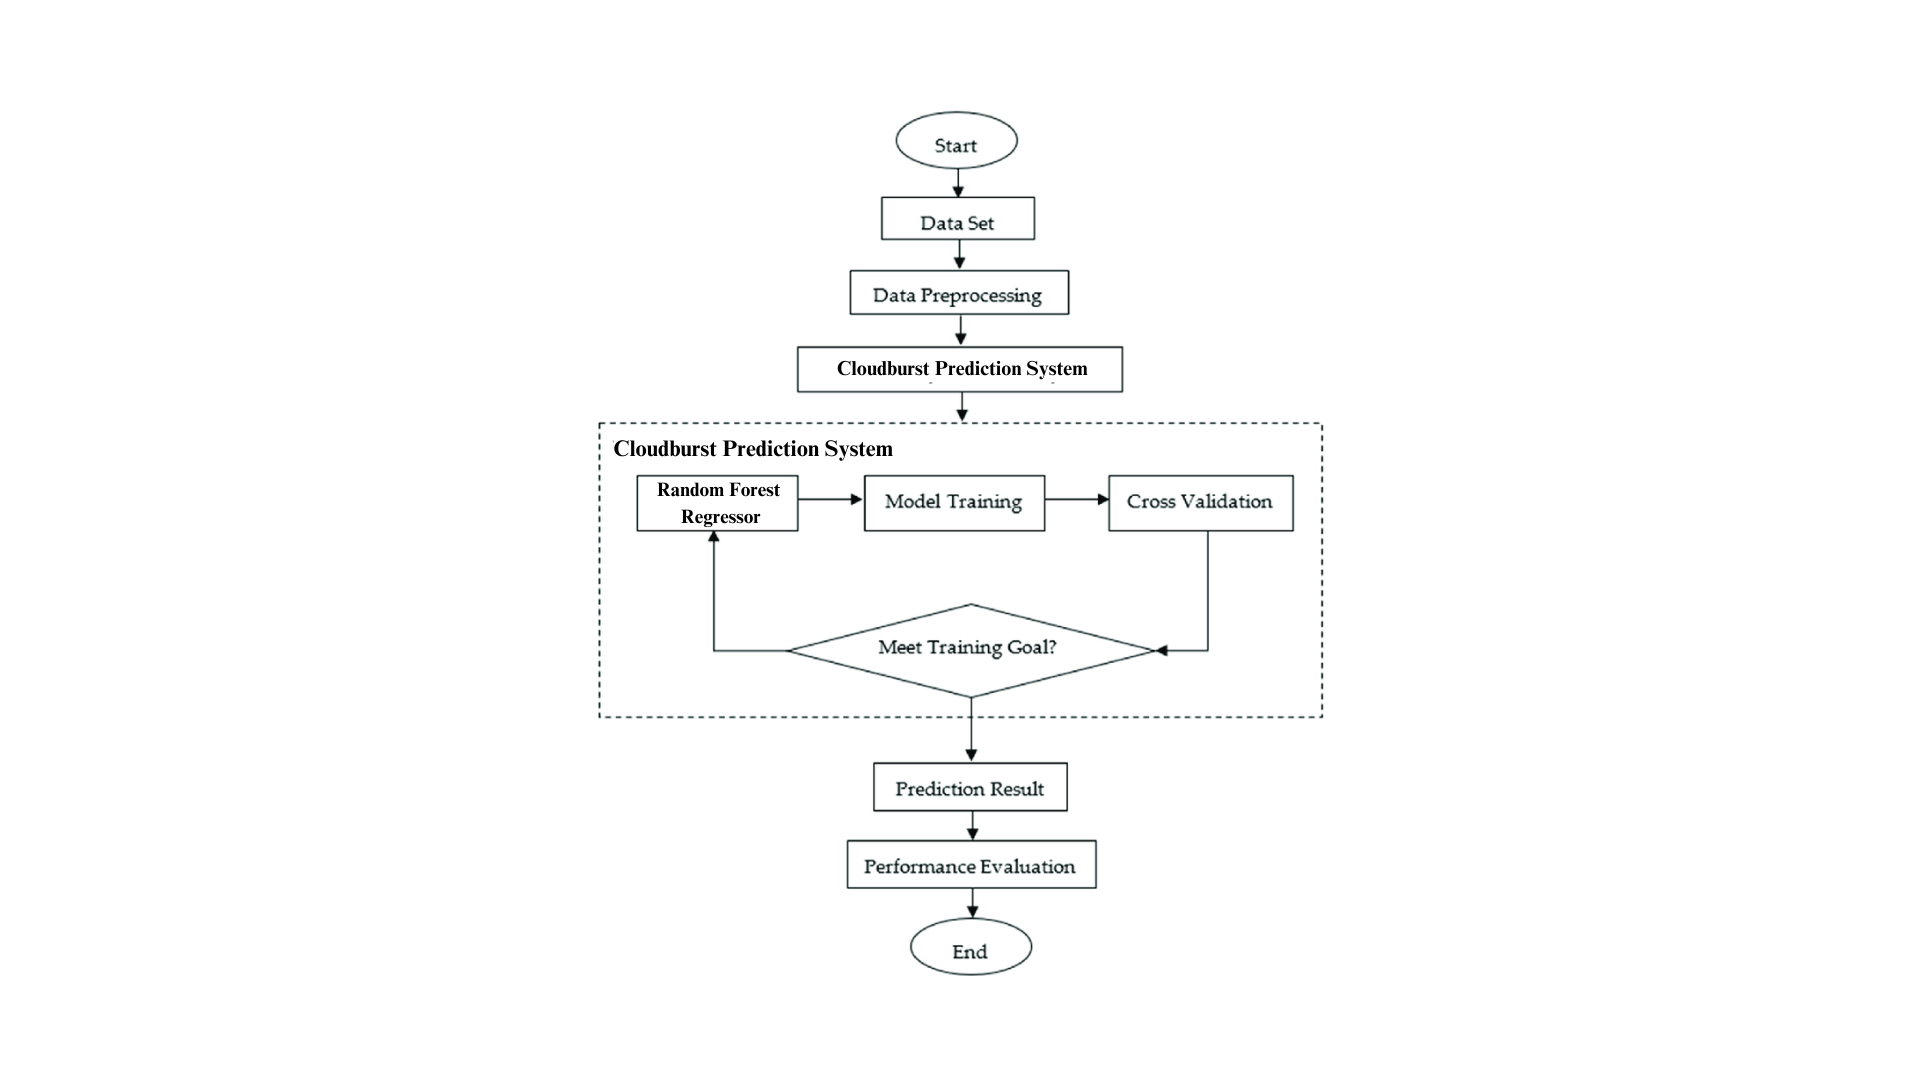 Start
Data Set
Data Preprocessing
Cloudburst Prediction System
Cloudburst Prediction System
Random Forest
Regressor
Model Training
Cross Validation
Meet Training Goal?
Prediction Result
Performance Evaluation
End